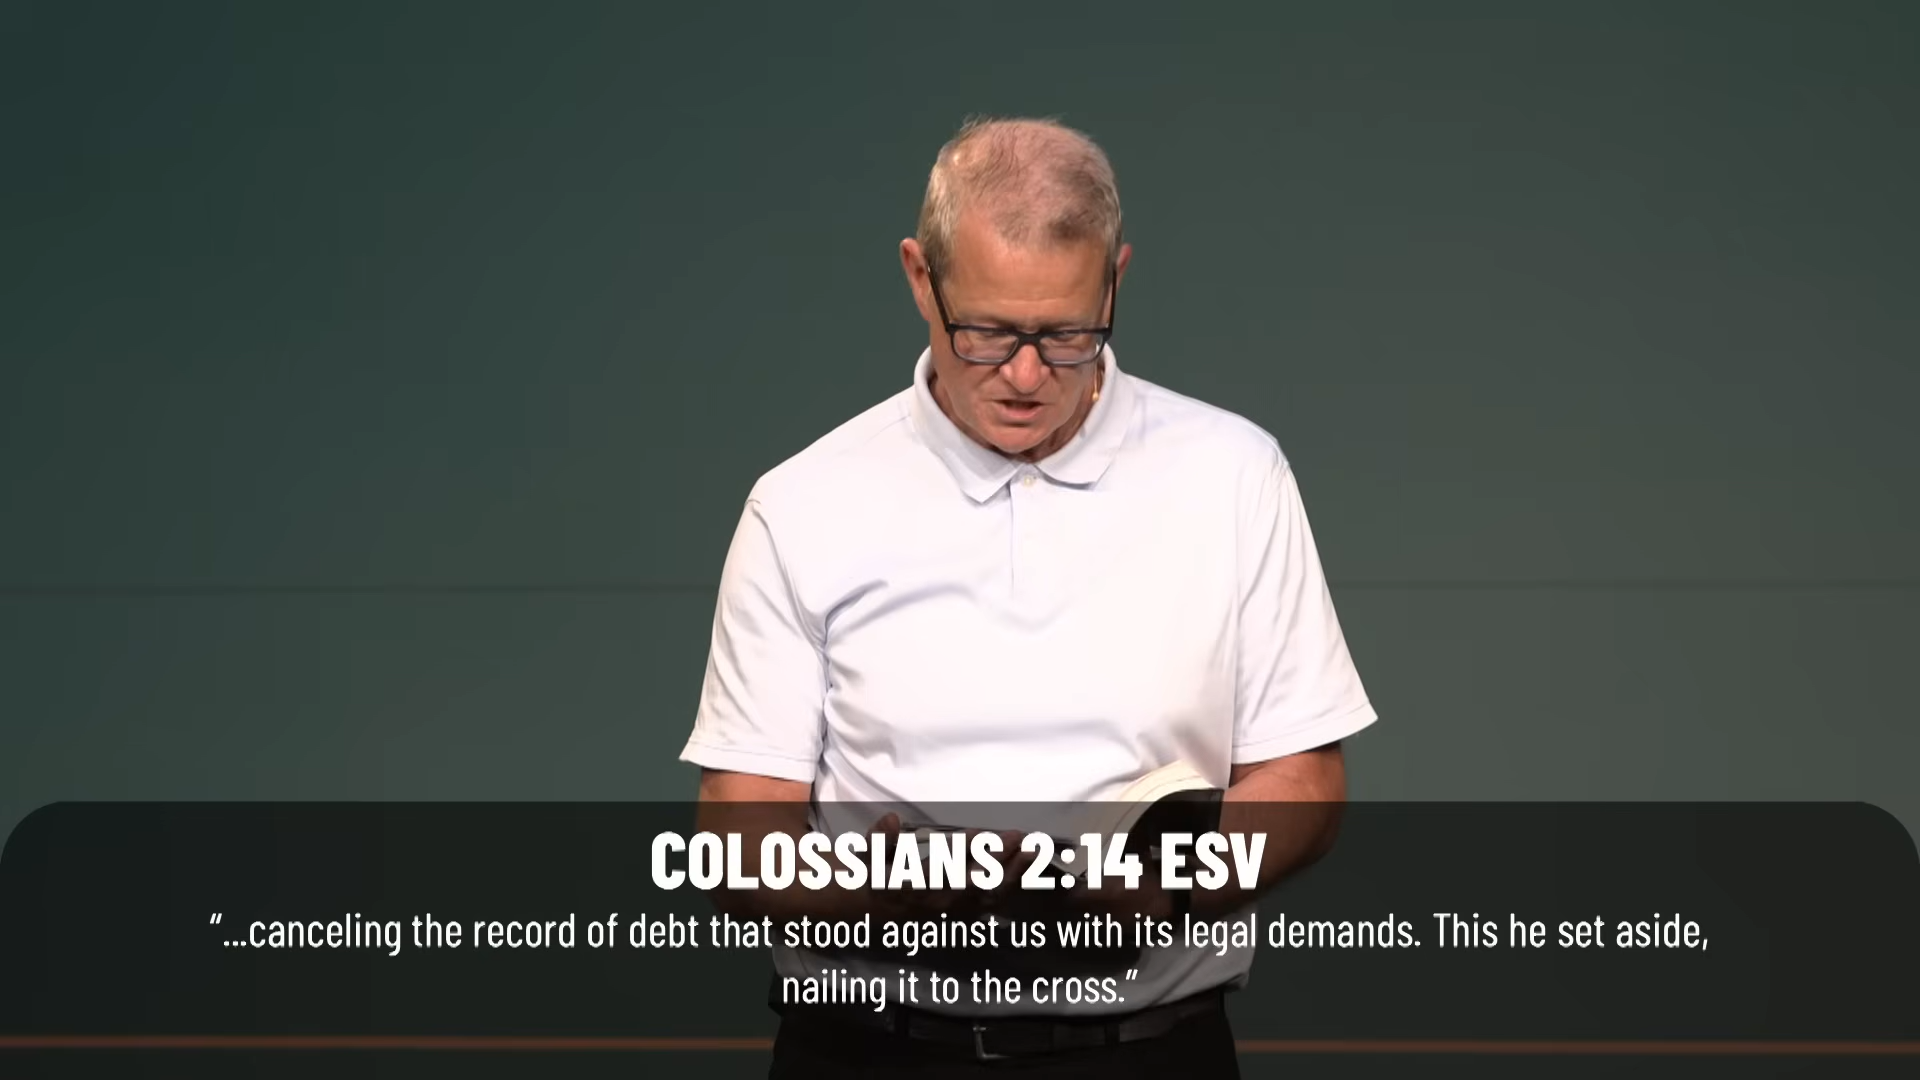 COLOSSIANS 2:14 ESV
“...canceling the record of debt that stood against us with its legal demands. This he set aside,
nailing it to the cross.”